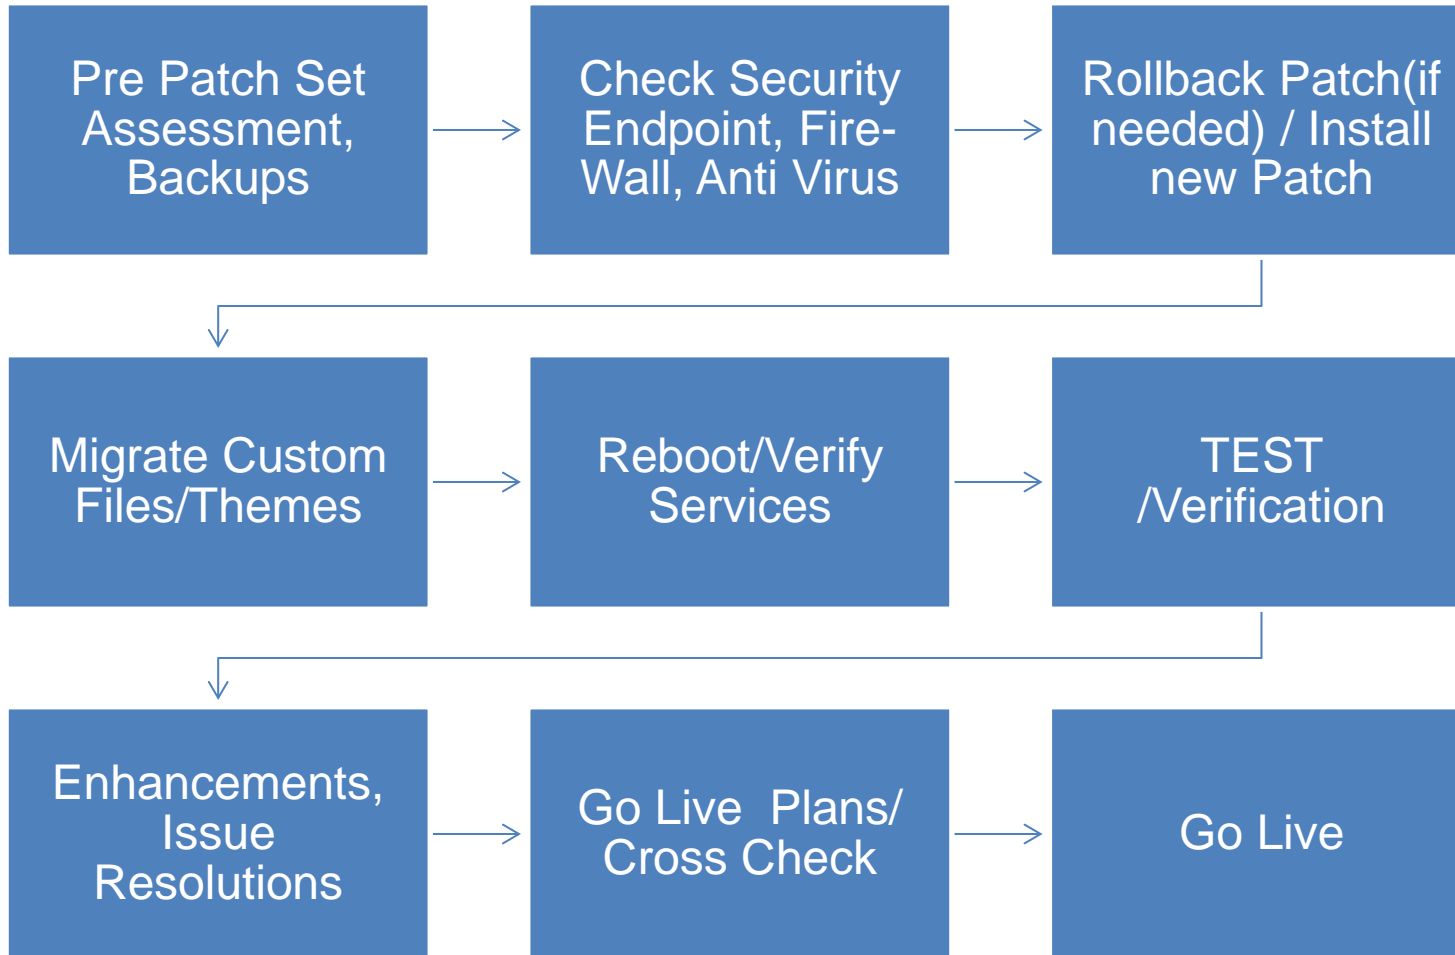 Pre Patch Set
Assessment,
Backups
Check Security
Endpoint, Fire-
Wall, Anti Virus
Rollback Patch(if
needed) / Install
new Patch
Migrate Custom
Files/Themes
Reboot/Verify
Services
TEST
/Verification
Enhancements,
Issue
Resolutions
Go Live  Plans/
Cross Check
Go Live